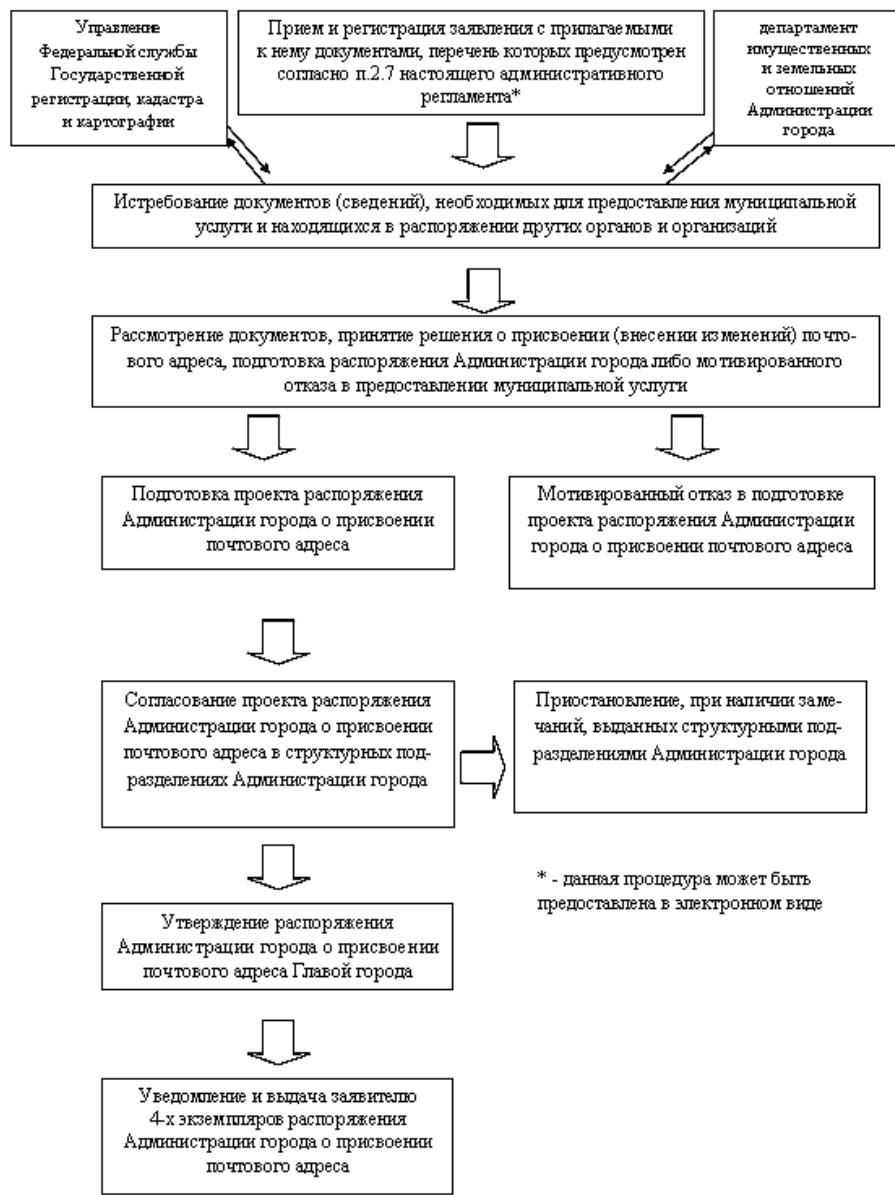 Управление
Федеральной службы
Государственной
регистрации, кадастра
и картографии
Прием и регистрация заявления с прилагаемыми
к нему документами, перечень которых предусмотрен
согласно п.2.7 настоящего административного
регламента*
департамент
имущественных
и земельных
отношений
Администрации
города
Истребование документов (сведений), необходимых для предоставления муниципальной
услуги и находящихся в распоряжении других органов и организаций
Рассмотрение документов, принятие решения о присвоении (внесении изменений) почто-
вого адреса, подготовка распоряжения Администрации города либо мотивированного
отказа в предоставлении муниципальной услуги
Подготовка проекта распоряжения
Администрации города о присвоении
почтового адреса
Мотивированный отказ в подготовке
проекта распоряжения Администрации
города о присвоении почтового адреса
Согласование проекта распоряжения
Администрации города о присвоении
почтового адреса в структурных под-
разделениях Администрации города
Приостановление, при наличии заме-
чаний, выданных структурными под-
разделениями Администрации города
* - данная процедура может быть
предоставлена в электронном виде
Утверждение распоряжения
Администрации города о присвоении
почтового адреса Главой города
Уведомление и выдача заявителю
4-х экземпляров распоряжения
Администрации города о присвоении
почтового адреса